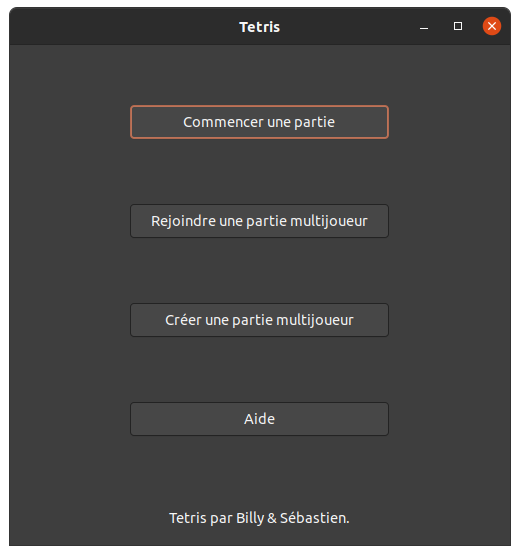 Tetris
Commencer une partie
Rejoindre une partie multijoueur
Créer une partie multijoueur
Aide
Tetris par Billy & Sébastien.